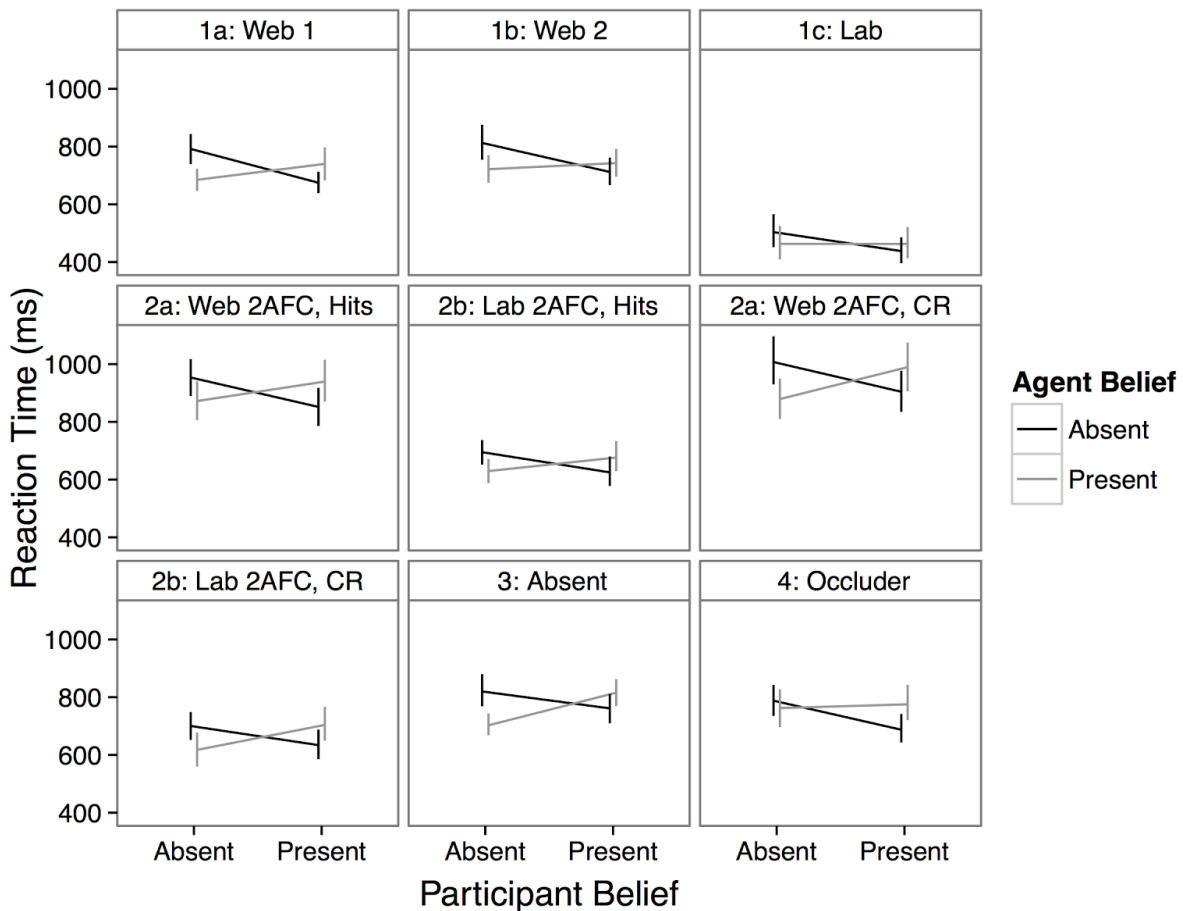 1a: Web 1
1b: Web 2
1c: Lab
1000
800
600
400
2a: Web 2AFC, Hits
2b: Lab 2AFC, Hits
2a: Web 2AFC, CR
1000
800
600
400
2b: Lab 2AFC, CR
3: Absent
4: Occluder
1000
800
600
400
Absent Present
Absent Present
Absent Present
Participant Belief
Reaction Time (ms)
Agent Belief
Absent
Present